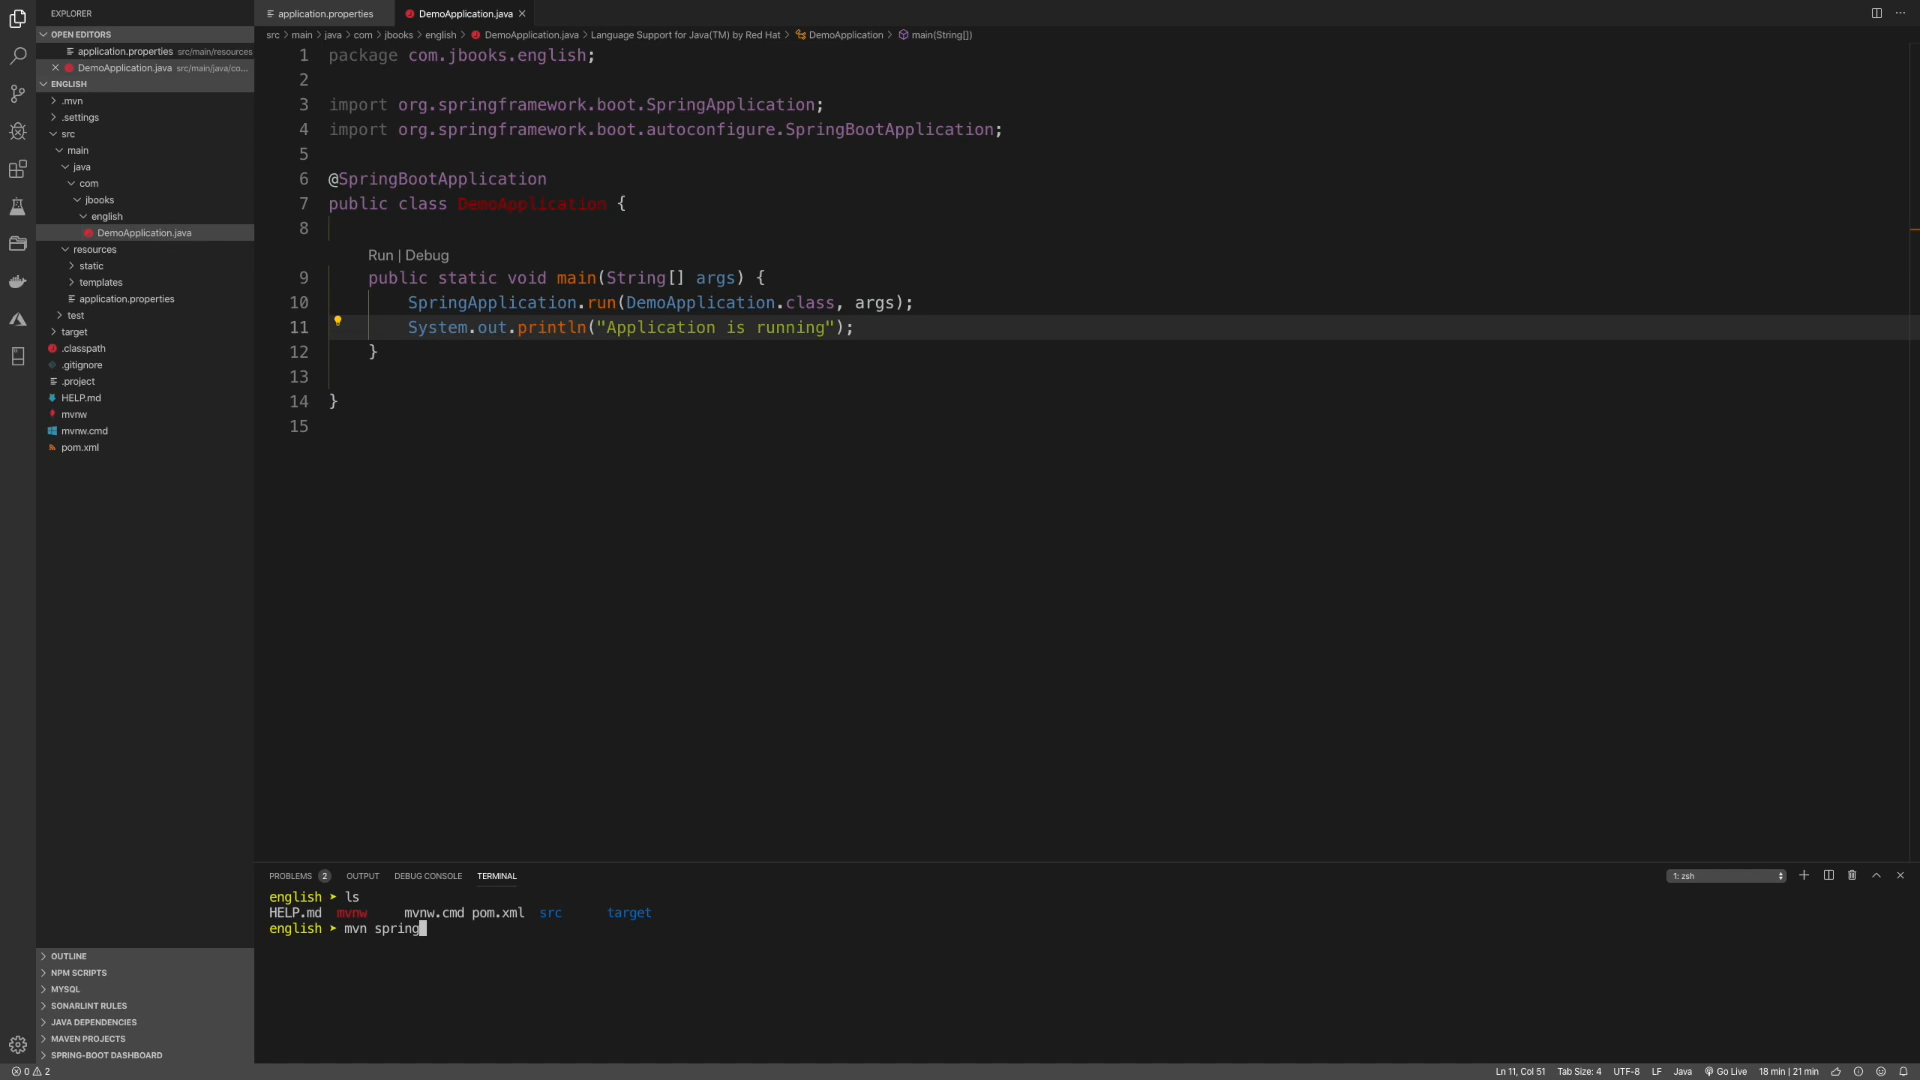 EXPLORER
OPEN EDITORS
application.properties src/main/resources
DemoApplication.java src/main/java/co...
ENGLISH
.mvn
.settings
src
main
java
com
jbooks
english
DemoApplication.java
resources
static
templates
application.properties
test
target
.classpath
.gitignore
.project
HELP.md
mvnw
mvnw.cmd
pom.xml
OUTLINE
NPM SCRIPTS
MYSQL
SONARLINT RULES
JAVA DEPENDENCIES
MAVEN PROJECTS
SPRING-BOOT DASHBOARD
application.properties DemoApplication.java
src > main > java > com > jbooks > english > DemoApplication.java > Language Support for Java(TM) by Red Hat > DemoApplication > main(String[])
1 package com.jbooks.english;
2
3 import org.springframework.boot.SpringApplication;
4 import org.springframework.boot.autoconfigure.SpringBootApplication;
5
6 @SpringBootApplication
7 public class DemoApplication {
8
Run | Debug
9 public static void main(String[] args) {
10 SpringApplication.run(DemoApplication.class, args);
11 System.out.println("Application is running");
12 }
13
14 }
15
PROBLEMS 2 OUTPUT DEBUG CONSOLE TERMINAL 1: zsh
english ➤ ls
HELP.md mvnw mvnw.cmd pom.xml src target
english ➤ mvn spring
0 2 Ln 11, Col 51 Tab Size: 4 UTF-8 LF Java Go Live 18 min | 21 min